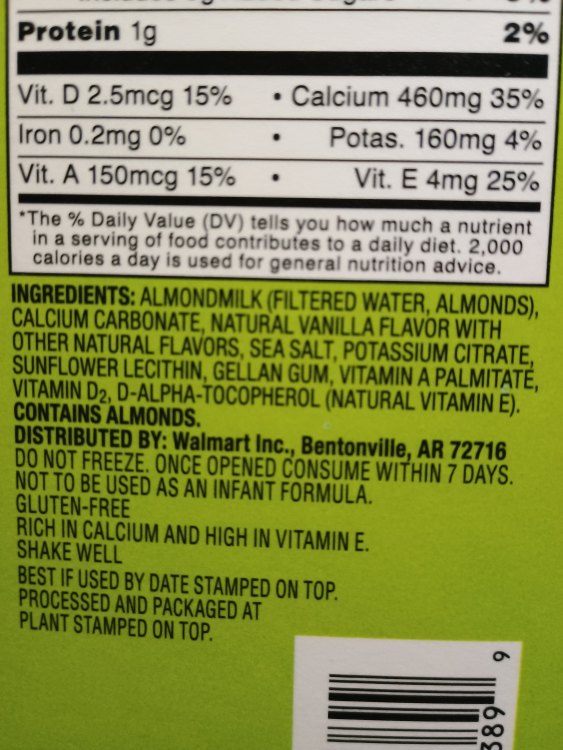 Protein 1g 2%
Vit. D 2.5mcg 15% • Calcium 460mg 35%
Iron 0.2mg 0% • Potas. 160mg 4%
Vit. A 150mcg 15% • Vit. E 4mg 25%
*The % Daily Value (DV) tells you how much a nutrient
in a serving of food contributes to a daily diet. 2,000
calories a day is used for general nutrition advice.
INGREDIENTS: ALMONDMILK (FILTERED WATER, ALMONDS),
CALCIUM CARBONATE, NATURAL VANILLA FLAVOR WITH
OTHER NATURAL FLAVORS, SEA SALT, POTASSIUM CITRATE,
SUNFLOWER LECITHIN, GELLAN GUM, VITAMIN A PALMITATE,
VITAMIN D2, D-ALPHA-TOCOPHEROL (NATURAL VITAMIN E).
CONTAINS ALMONDS.
DISTRIBUTED BY: Walmart Inc., Bentonville, AR 72716
DO NOT FREEZE. ONCE OPENED CONSUME WITHIN 7 DAYS.
NOT TO BE USED AS AN INFANT FORMULA.
GLUTEN-FREE
RICH IN CALCIUM AND HIGH IN VITAMIN E.
SHAKE WELL
BEST IF USED BY DATE STAMPED ON TOP.
PROCESSED AND PACKAGED AT
PLANT STAMPED ON TOP.
389 9